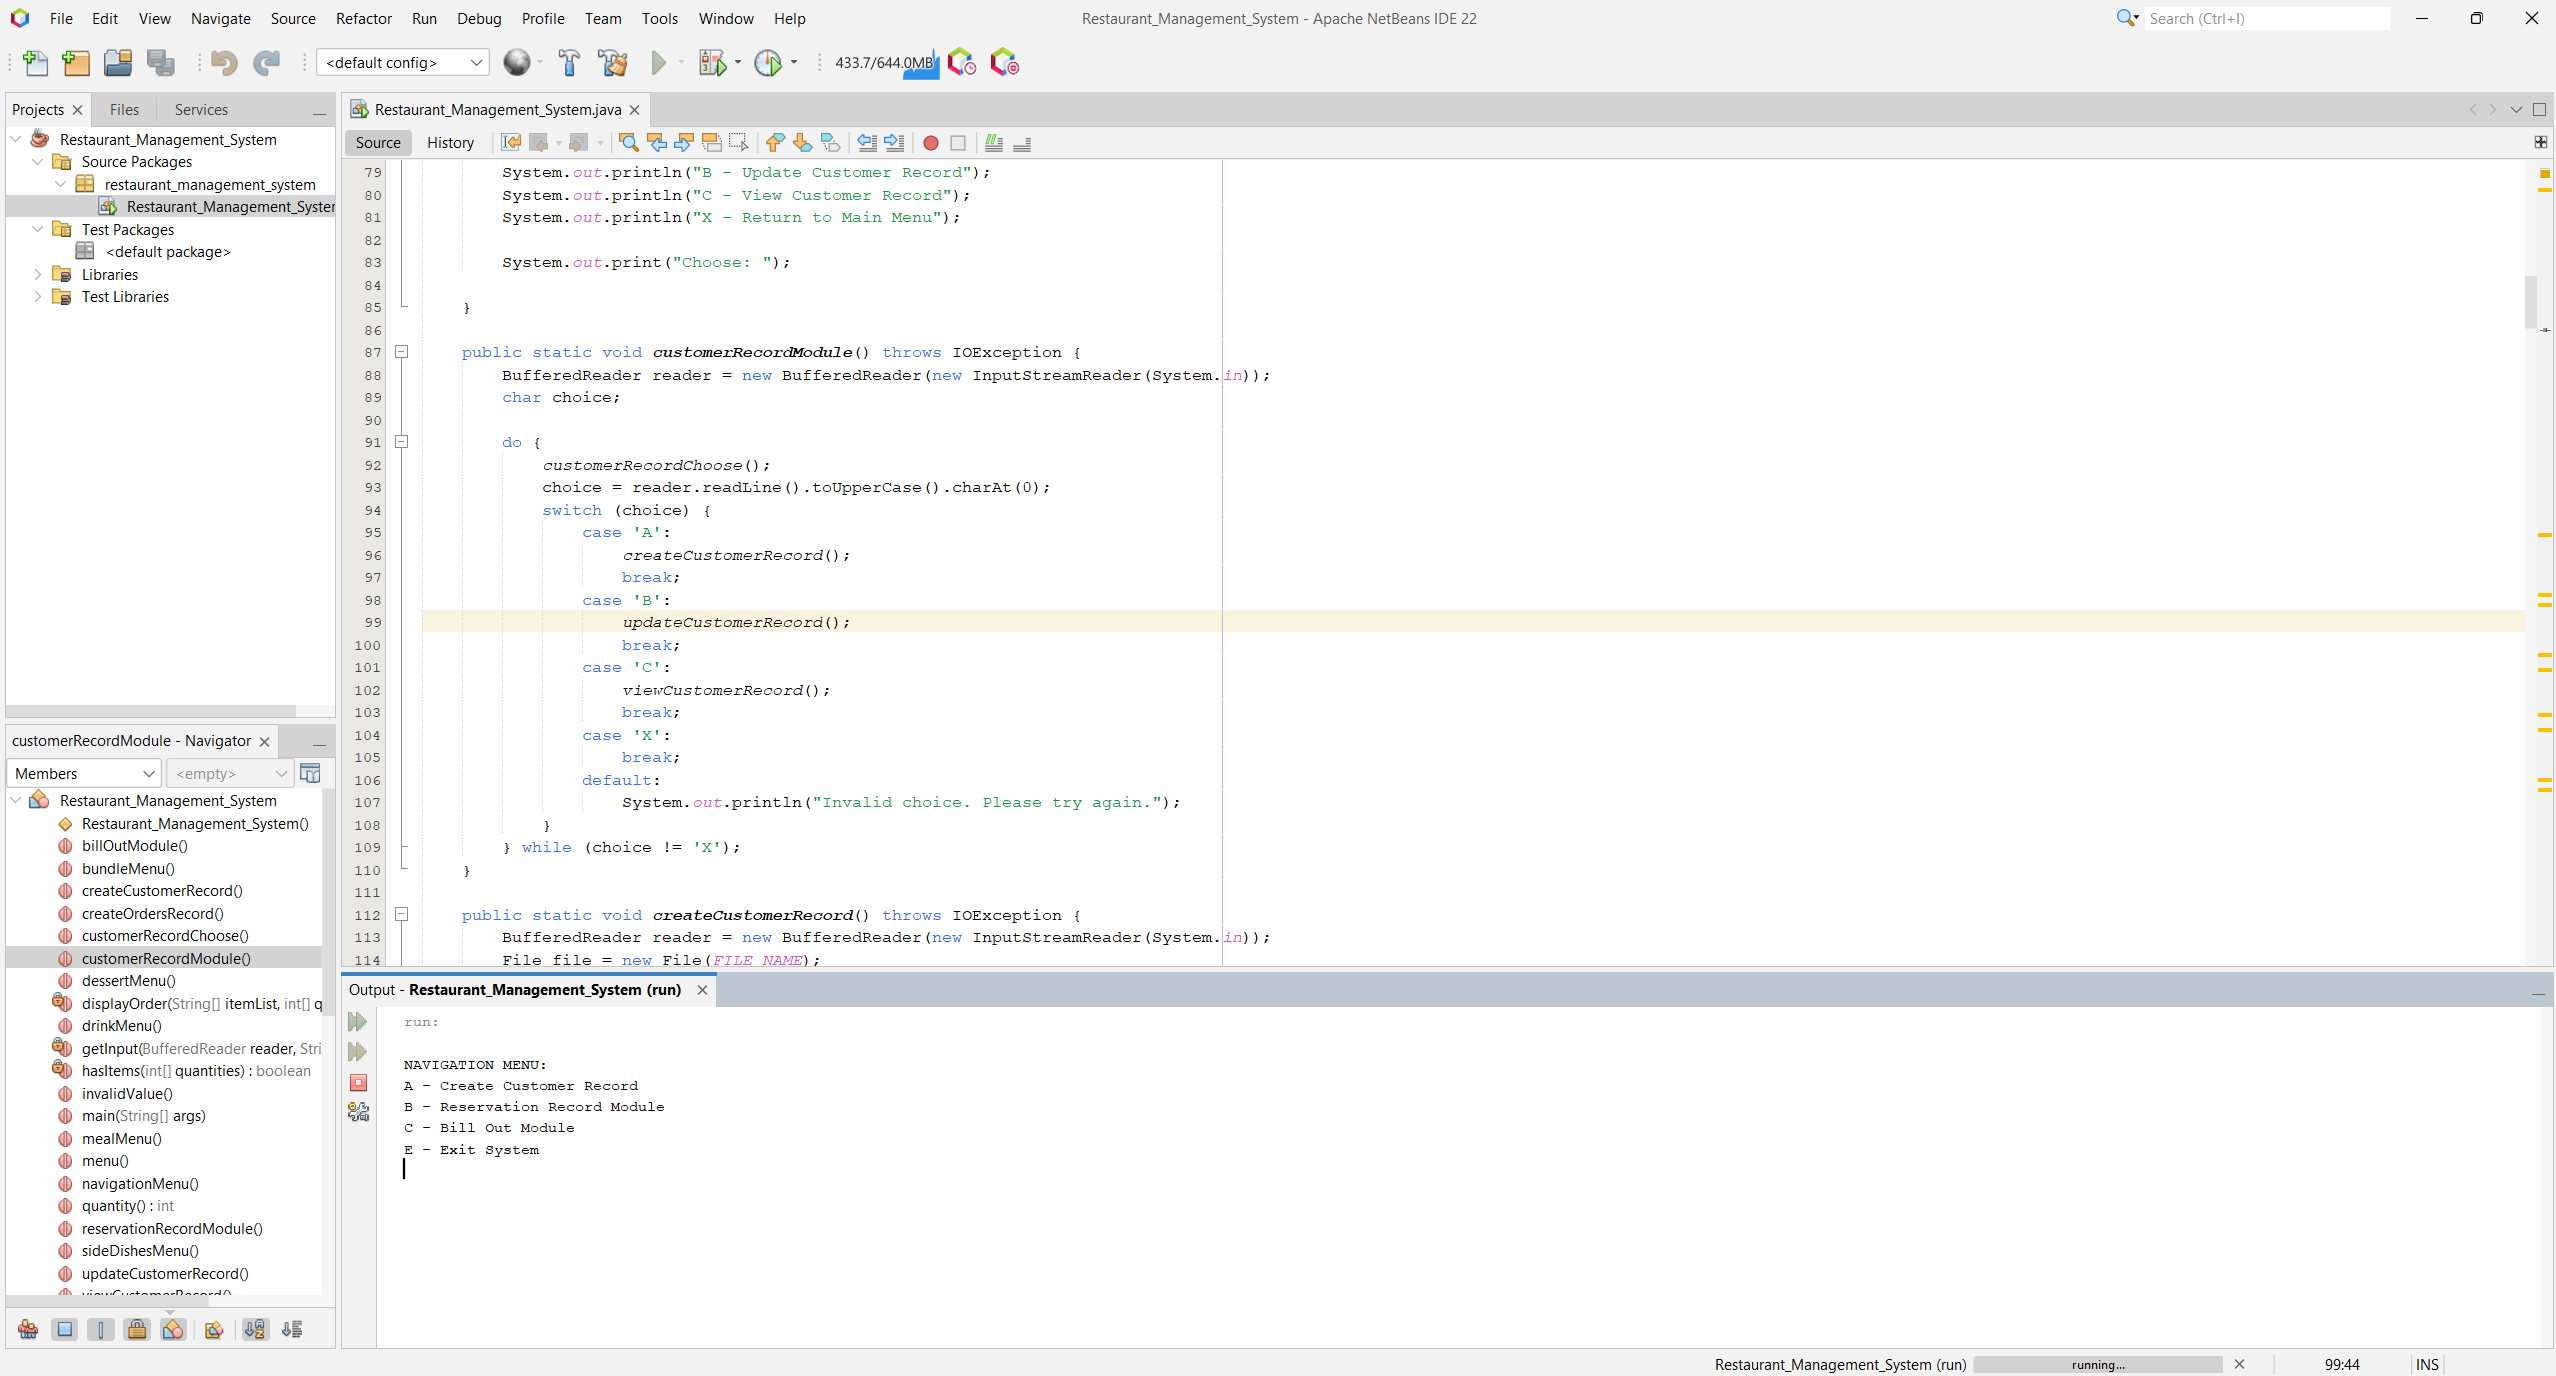 File Edit View Navigate Source Refactor Run Debug Profile Team Tools Window Help
Restaurant_Management_System - Apache NetBeans IDE 22
Search (Ctrl+I)
<default config>
433.7/644.0MB
Projects
Files
Services
Restaurant_Management_System
Source Packages
restaurant_management_system
Restaurant_Management_Syster
Test Packages
<default package>
Libraries
Test Libraries
Restaurant_Management_System.java
Source
History
79 System.out.println("B - Update Customer Record");
80 System.out.println("C - View Customer Record");
81 System.out.println("X - Return to Main Menu");
82
83 System.out.print("Choose: ");
84
85 }
86
87 public static void customerRecordModule() throws IOException {
88 BufferedReader reader = new BufferedReader(new InputStreamReader(System.in));
89 char choice;
90
91 do {
92 customerRecordChoose();
93 choice = reader.readLine().toUpperCase().charAt(0);
94 switch (choice) {
95 case 'A':
96 createCustomerRecord();
97 break;
98 case 'B':
99 updateCustomerRecord();
100 break;
101 case 'C':
102 viewCustomerRecord();
103 break;
104 case 'X':
105 break;
106 default:
107 System.out.println("Invalid choice. Please try again.");
108 }
109 } while (choice != 'X');
110 }
111
112 public static void createCustomerRecord() throws IOException {
113 BufferedReader reader = new BufferedReader(new InputStreamReader(System.in));
114 File file = new File(FILE_NAME);
customerRecordModule - Navigator
Members
<empty>
Restaurant_Management_System
Restaurant_Management_System()
billOutModule()
bundleMenu()
createCustomerRecord()
createOrdersRecord()
customerRecordChoose()
customerRecordModule()
dessertMenu()
displayOrder(String[] itemList, int[] q
drinkMenu()
getInput(BufferedReader reader, Stri
hasItems(int[] quantities) : boolean
invalidValue()
main(String[] args)
mealMenu()
menu()
navigationMenu()
quantity() : int
reservationRecordModule()
sideDishesMenu()
updateCustomerRecord()
viewCustomerRecord()
Output - Restaurant_Management_System (run)
run:
NAVIGATION MENU:
A - Create Customer Record
B - Reservation Record Module
C - Bill Out Module
E - Exit System
Restaurant_Management_System (run)
running...
99:44
INS